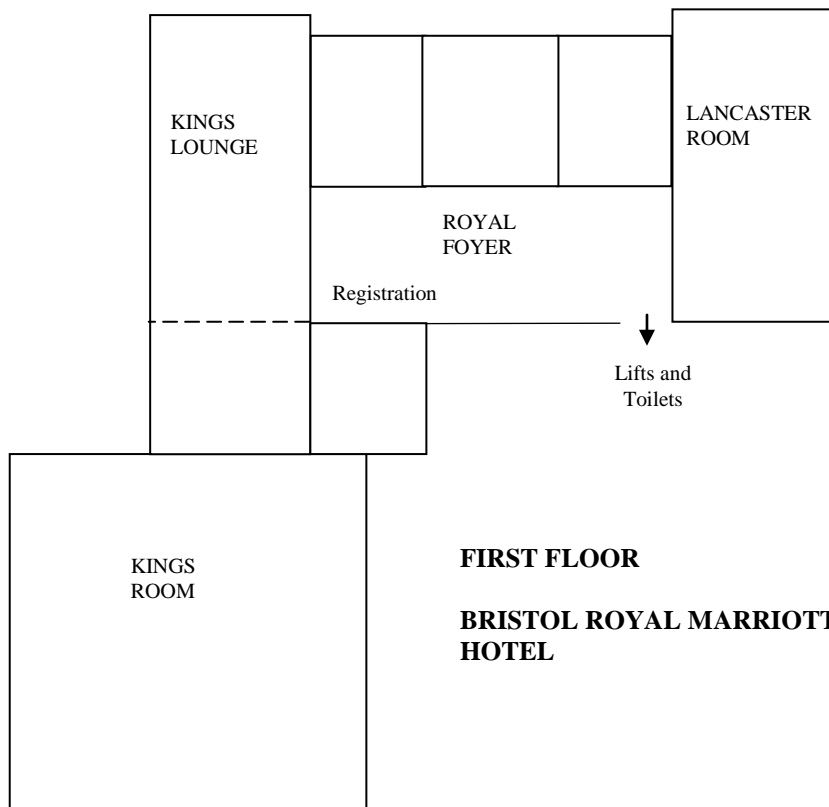 KINGS
LOUNGE
LANCASTER
ROOM
ROYAL
FOYER
Registration
Lifts and
Toilets
KINGS
ROOM
FIRST FLOOR
BRISTOL ROYAL MARRIOTT
HOTEL